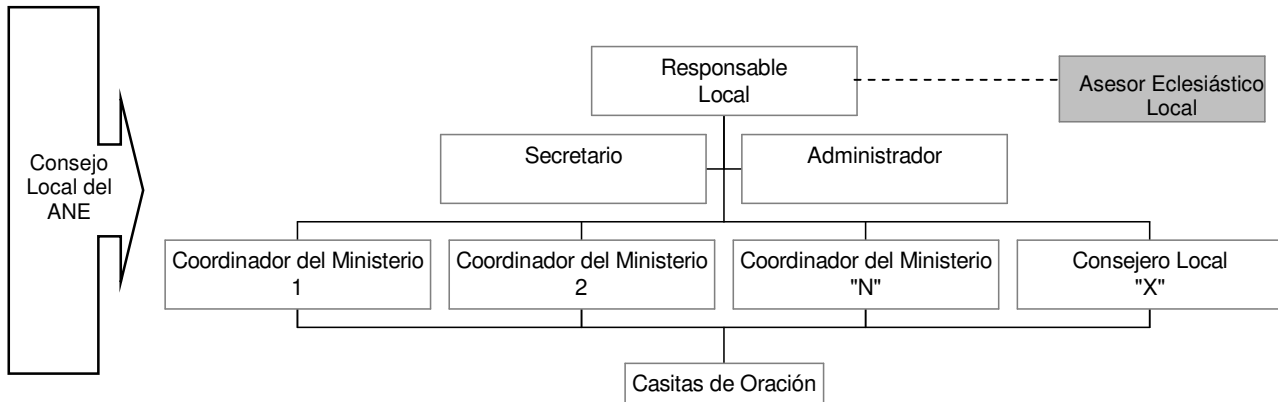 Responsable
Local
Asesor Eclesiástico
Local
Consejo
Local del
ANE
Secretario
Administrador
Coordinador del Ministerio
1
Coordinador del Ministerio
2
Coordinador del Ministerio
"N"
Consejero Local
"X"
Casitas de Oración